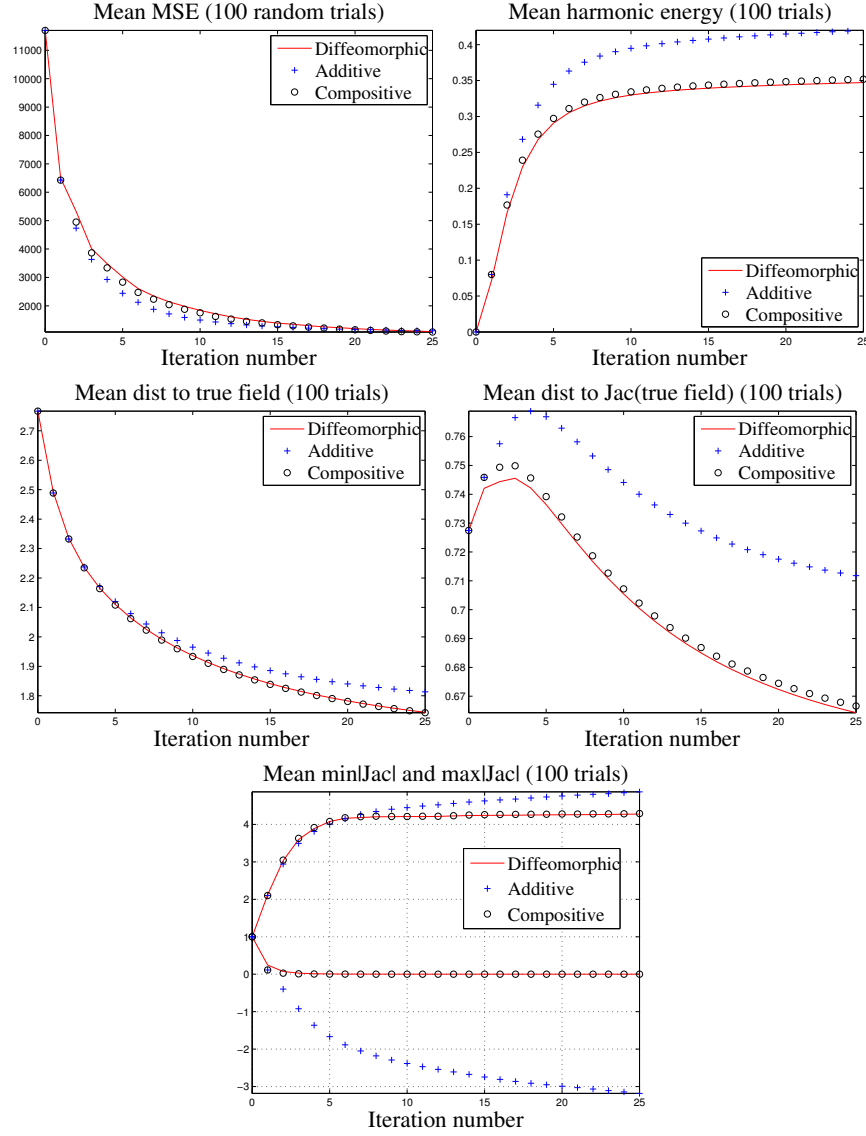 Mean MSE (100 random trials)
11000
10000
9000
8000
7000
6000
5000
4000
3000
2000
0 5 10 15 20 25
Iteration number
Diffeomorphic
Additive
Compositive
Mean harmonic energy (100 trials)
0.4
0.35
0.3
0.25
0.2
0.15
0.1
0.05
0
0 5 10 15 20 25
Iteration number
Diffeomorphic
Additive
Compositive
Mean dist to true field (100 trials)
2.7
2.6
2.5
2.4
2.3
2.2
2.1
2
1.9
1.8
0 5 10 15 20 25
Iteration number
Diffeomorphic
Additive
Compositive
Mean dist to Jac(true field) (100 trials)
0.76
0.75
0.74
0.73
0.72
0.71
0.7
0.69
0.68
0.67
0 5 10 15 20 25
Iteration number
Diffeomorphic
Additive
Compositive
Mean min|Jac| and max|Jac| (100 trials)
4
3
2
1
0
−1
−2
−3
0 5 10 15 20 25
Iteration number
Diffeomorphic
Additive
Compositive